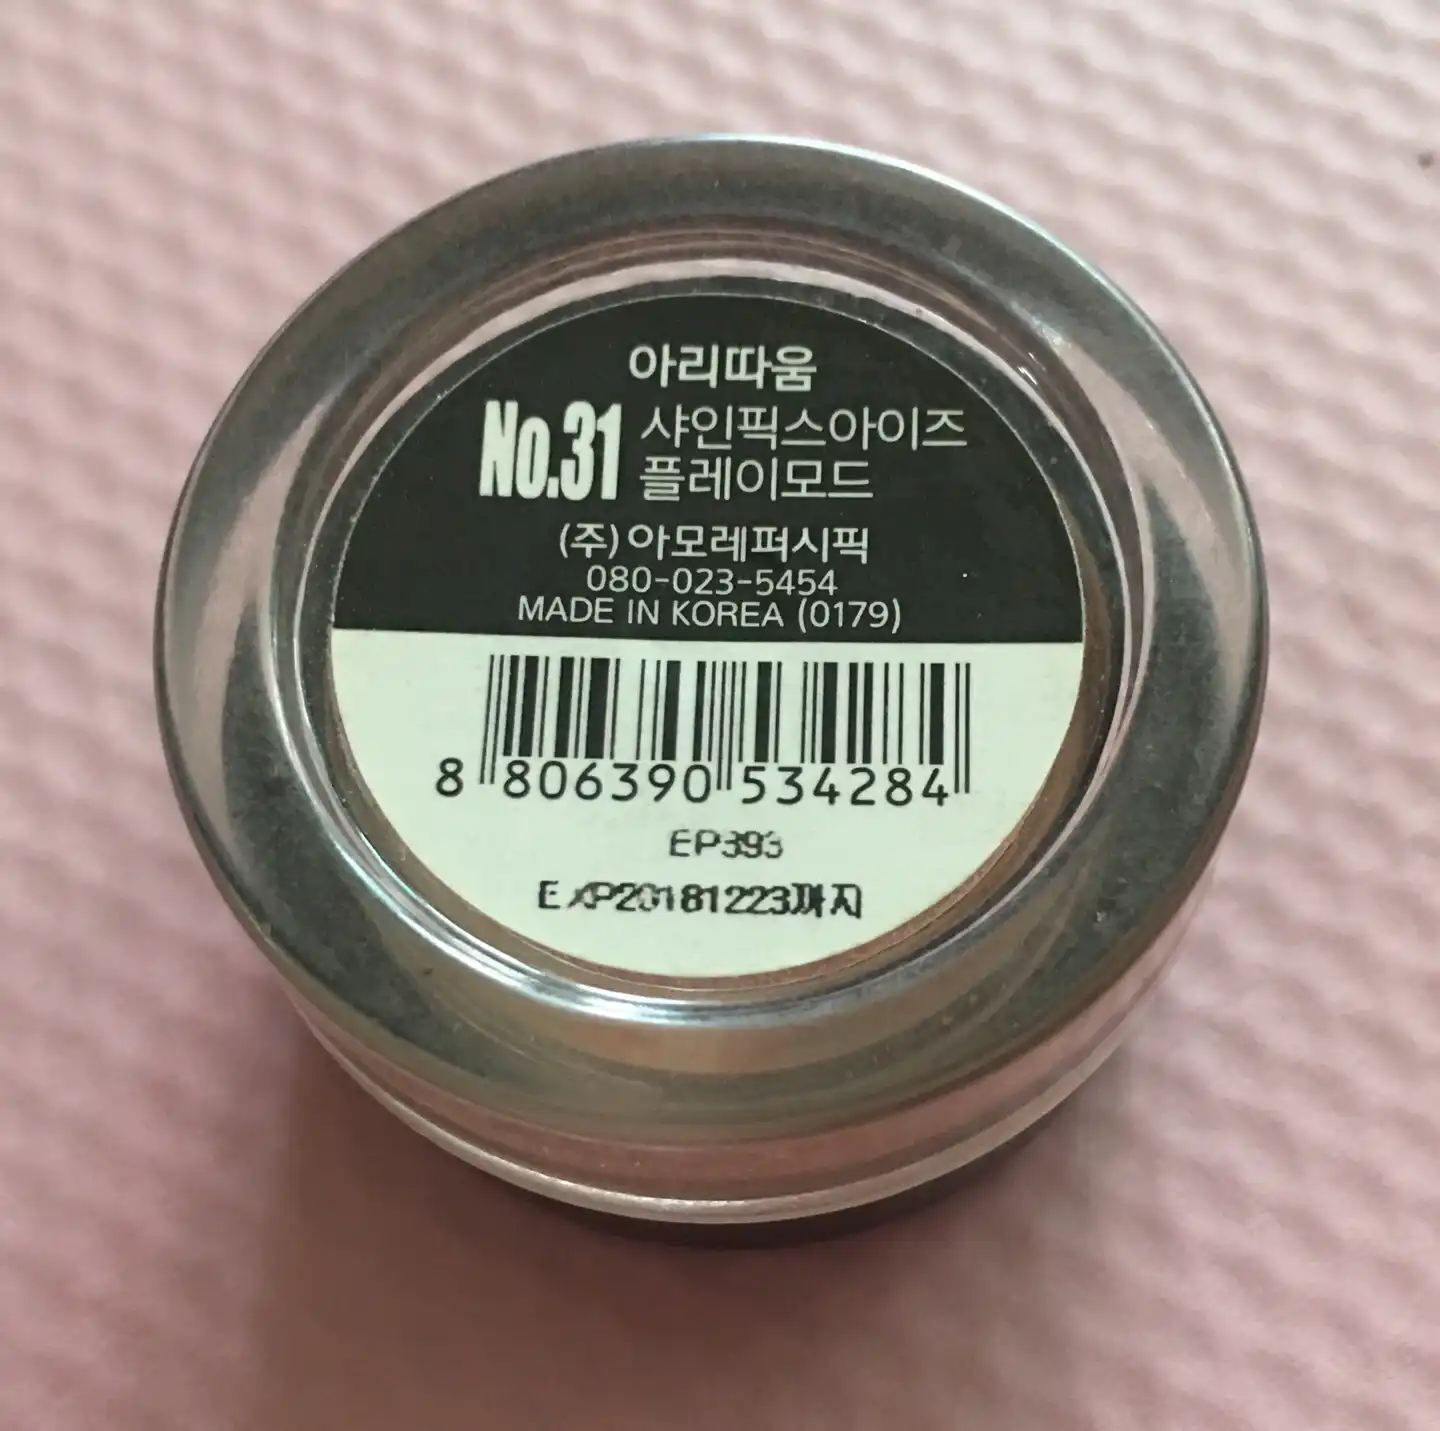 아리따움
No.31 샤인픽스아이즈
플레이모드
(주)아모레퍼시픽
080-023-5454
MADE IN KOREA (0179)
8 806390 534284
EP393
EXP20181223까지